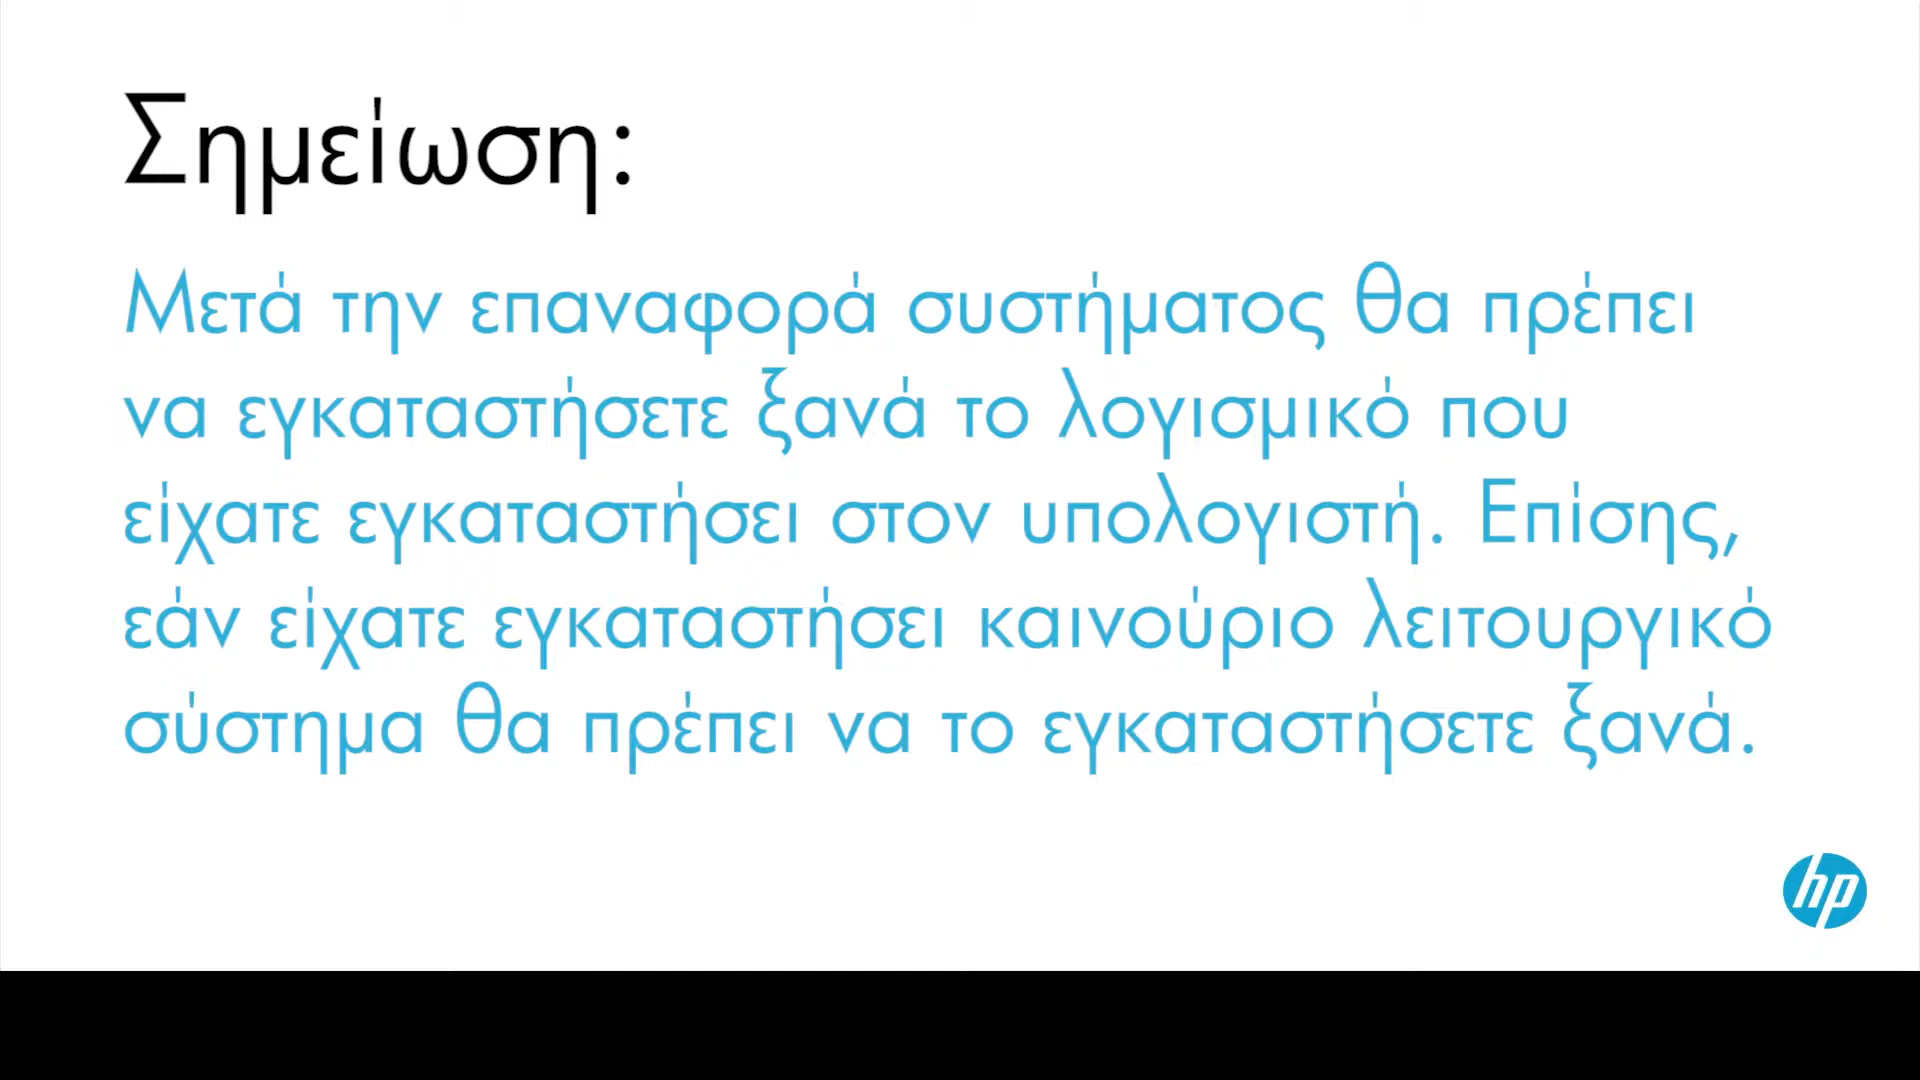 Σημείωση:
Μετά την επαναφορά συστήματος θα πρέπει
να εγκαταστήσετε ξανά το λογισμικό που
είχατε εγκαταστήσει στον υπολογιστή. Επίσης,
εάν είχατε εγκαταστήσει καινούριο λειτουργικό
σύστημα θα πρέπει να το εγκαταστήσετε ξανά.
hp